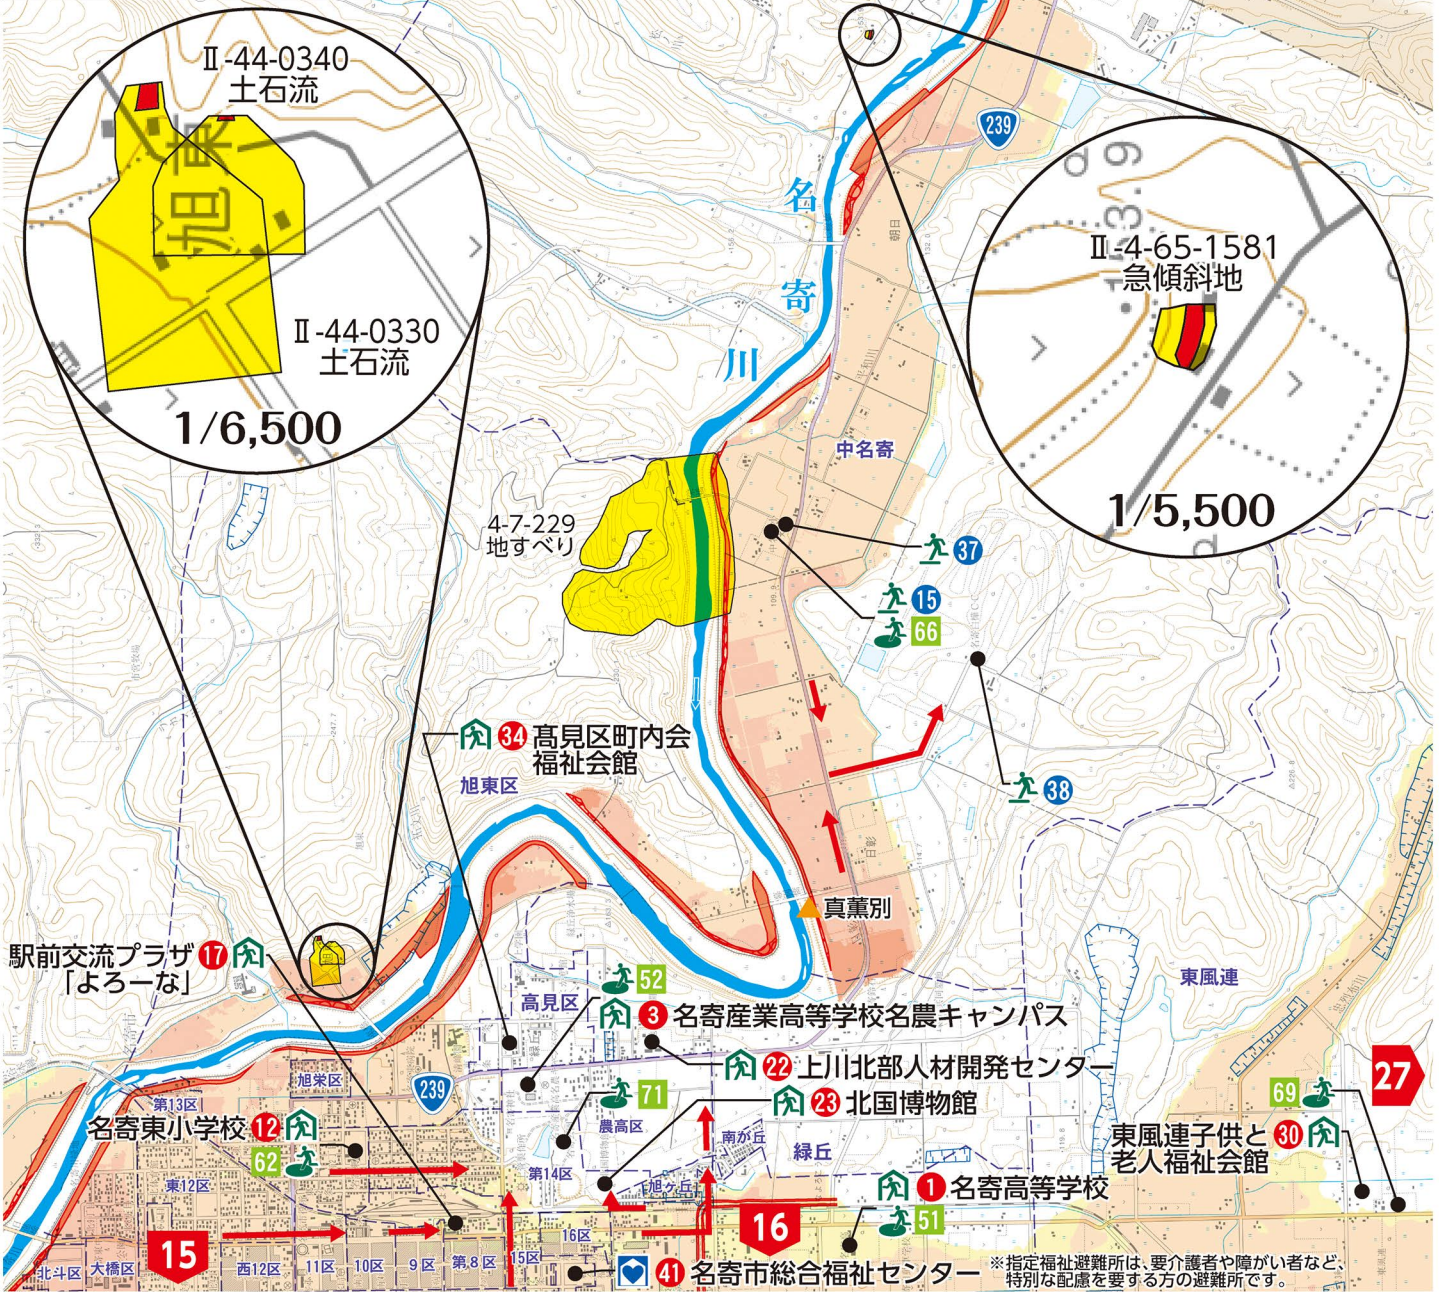 Ⅱ-44-0340
土石流
旭東
Ⅱ-44-0330
土石流
1/6,500
239
153.9
Ⅱ-4-65-1581
急傾斜地
1/5,500
名
寄
川
朝日
中名寄
4-7-229
地すべり
37
15
66
38
34 髙見区町内会
福祉会館
旭東区
日彰
真薫別
駅前交流プラザ 17
「よろーな」
東風連
高見区
52
3 名寄産業高等学校名農キャンパス
22 上川北部人材開発センター
緑丘
旭栄区
239
71
23 北国博物館
27
69
第13区
名寄東小学校 12
62
農高区
南が丘
緑丘
東風連子供と 30
老人福祉会館
東12区
第14区
旭ヶ丘
1 名寄高等学校
51
15
16
16区
北斗区
大橋区
西12区
11区
10区
9区
第8区
15区
41 名寄市総合福祉センター
※指定福祉避難所は、要介護者や障がい者など、
特別な配慮を要する方の避難所です。